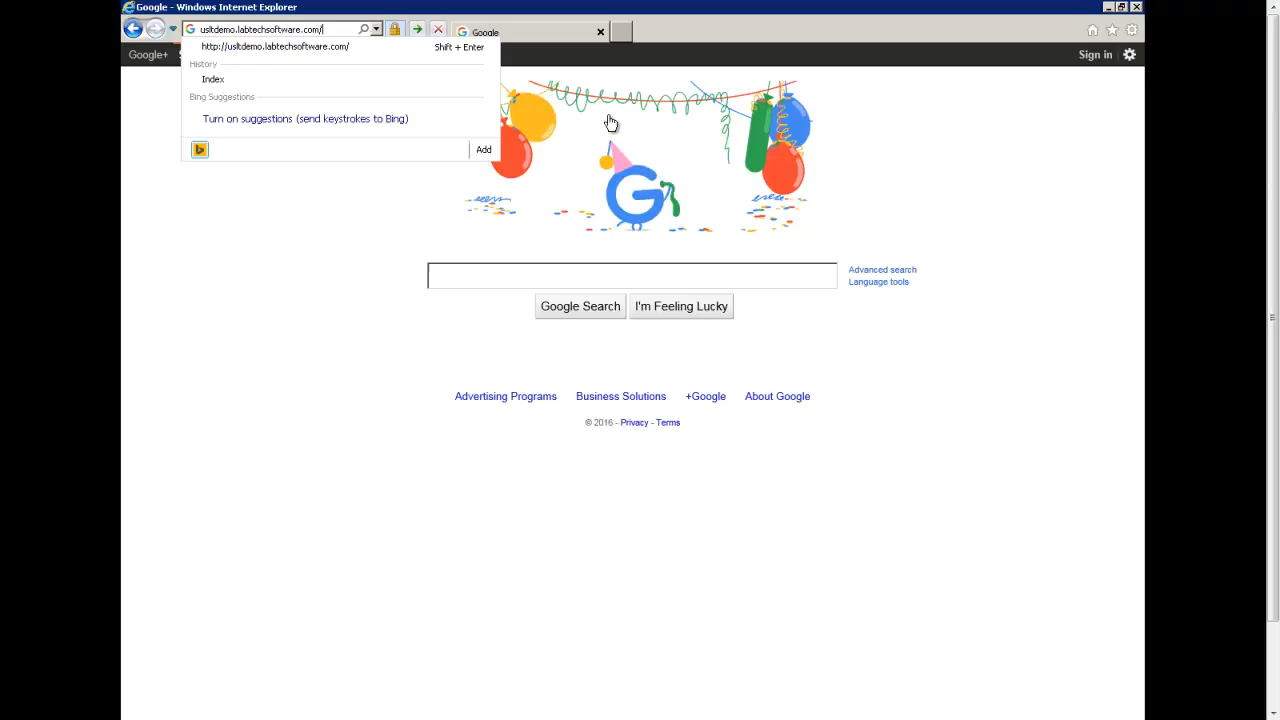 Google - Windows Internet Explorer
usltdemo.labtechsoftware.com/
Google
http://usltdemo.labtechsoftware.com/ Shift + Enter
Google+
Sign in
History
Index
Bing Suggestions
Turn on suggestions (send keystrokes to Bing)
Add
Advanced search
Language tools
Google Search
I'm Feeling Lucky
Advertising Programs Business Solutions +Google About Google
© 2016 - Privacy - Terms